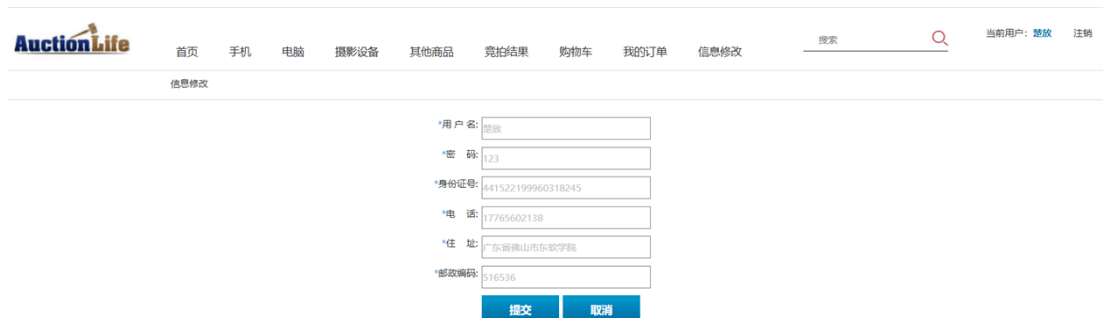 AuctionLife
首页 手机 电脑 摄影设备 其他商品 竞拍结果 购物车 我的订单 信息修改 搜索 当前用户：楚放 注销
信息修改
*用 户 名: 楚放
*密 码: 123
*身份证号: 441522199960318245
*电 话: 17765602138
*住 址: 广东省佛山市东软学院
*邮政编码: 516536
提交 取消